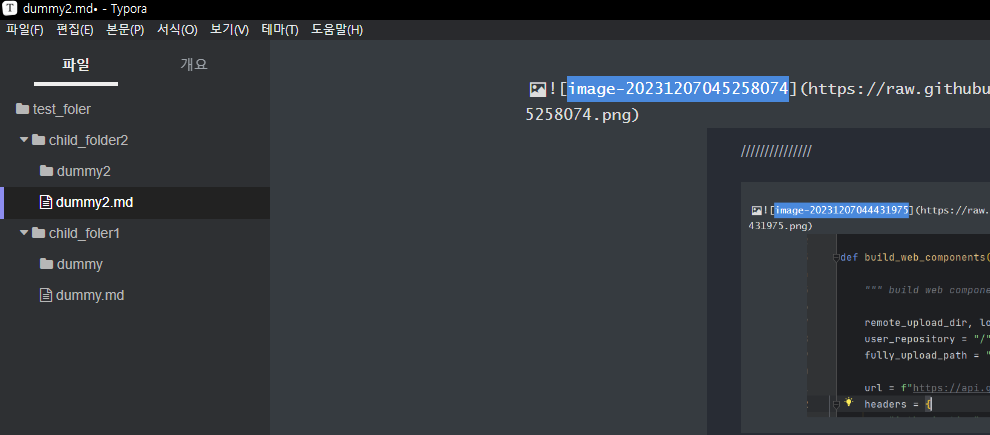 dummy2.md• - Typora
파일(F) 편집(E) 본문(P) 서식(O) 보기(V) 테마(T) 도움말(H)
파일 개요
test_foler
child_folder2
dummy2
dummy2.md
child_foler1
dummy
dummy.md
![image-20231207045258074](https://raw.githubu
5258074.png)
///////////////
![image-20231207044431975](https://raw.
431975.png)
def build_web_components(
""" build web compone
remote_upload_dir, lo
user_repository = "/"
fully_upload_path = "
url = f"https://api.g
headers = {